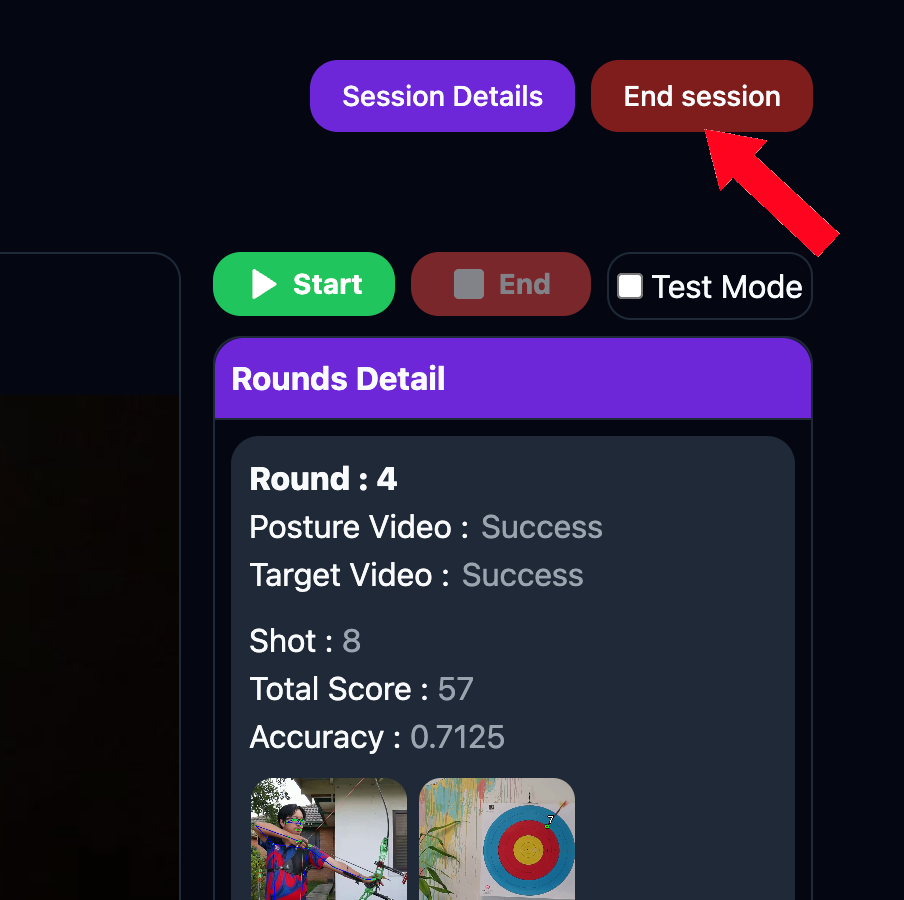 Session Details
End session
Start
End
Test Mode
Rounds Detail
Round : 4
Posture Video : Success
Target Video : Success
Shot : 8
Total Score : 57
Accuracy : 0.7125
7